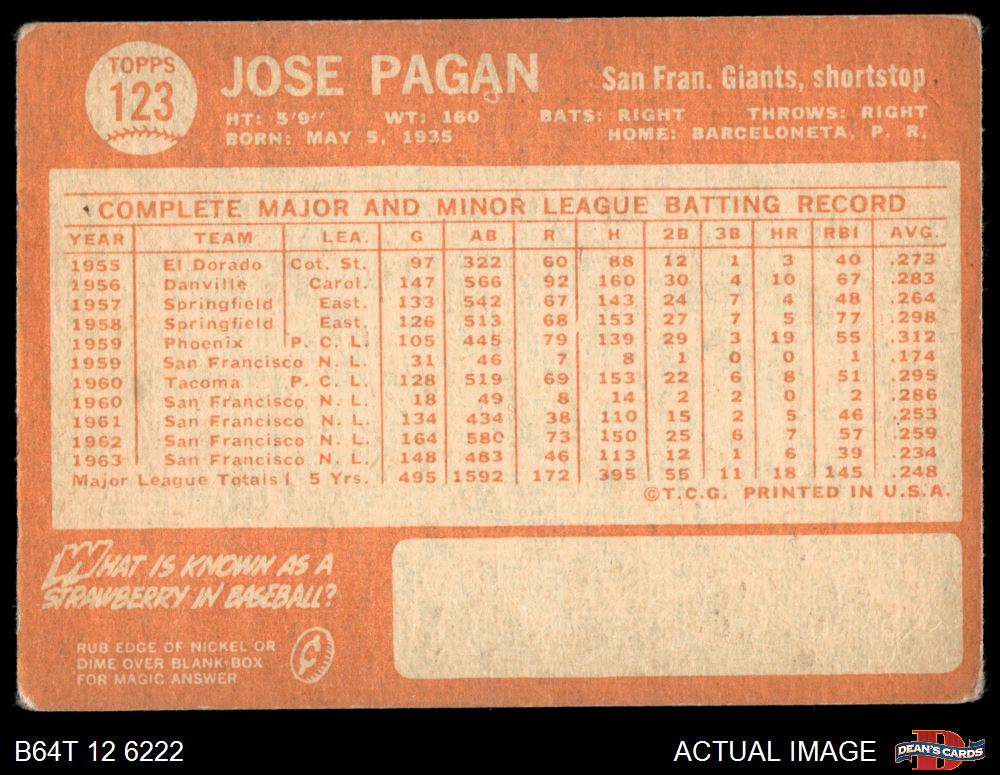 TOPPS
123
JOSE PAGAN
San Fran. Giants, shortstop
HT: 5'9" WT: 160 BATS: RIGHT THROWS: RIGHT
BORN: MAY 5, 1935 HOME: BARCELONETA, P. R.
COMPLETE MAJOR AND MINOR LEAGUE BATTING RECORD
YEAR TEAM LEA. G AB R H 2B 3B HR RBI AVG.
1955 El Dorado Cot. St. 97 322 60 88 12 1 3 40 .273
1956 Danville Carol. 147 566 92 160 30 4 10 67 .283
1957 Springfield East. 133 542 67 143 24 7 4 48 .264
1958 Springfield East. 126 513 68 153 27 7 5 77 .298
1959 Phoenix P. C. L. 105 445 79 139 29 3 19 55 .312
1959 San Francisco N. L. 31 46 7 8 1 0 0 1 .174
1960 Tacoma P. C. L. 128 519 69 153 22 6 8 51 .295
1960 San Francisco N. L. 18 49 8 14 2 2 0 2 .286
1961 San Francisco N. L. 134 434 38 110 15 2 5 46 .253
1962 San Francisco N. L. 164 580 73 150 25 6 7 57 .259
1963 San Francisco N. L. 148 483 46 113 12 1 6 39 .234
Major League Totals 5 Yrs. 495 1592 172 395 55 11 18 145 .248
©T.C.G. PRINTED IN U.S.A.
WHAT IS KNOWN AS A
STRAWBERRY IN BASEBALL?
RUB EDGE OF NICKEL OR
DIME OVER BLANK BOX
FOR MAGIC ANSWER
B64T 12 6222
ACTUAL IMAGE
DEAN'S CARDS